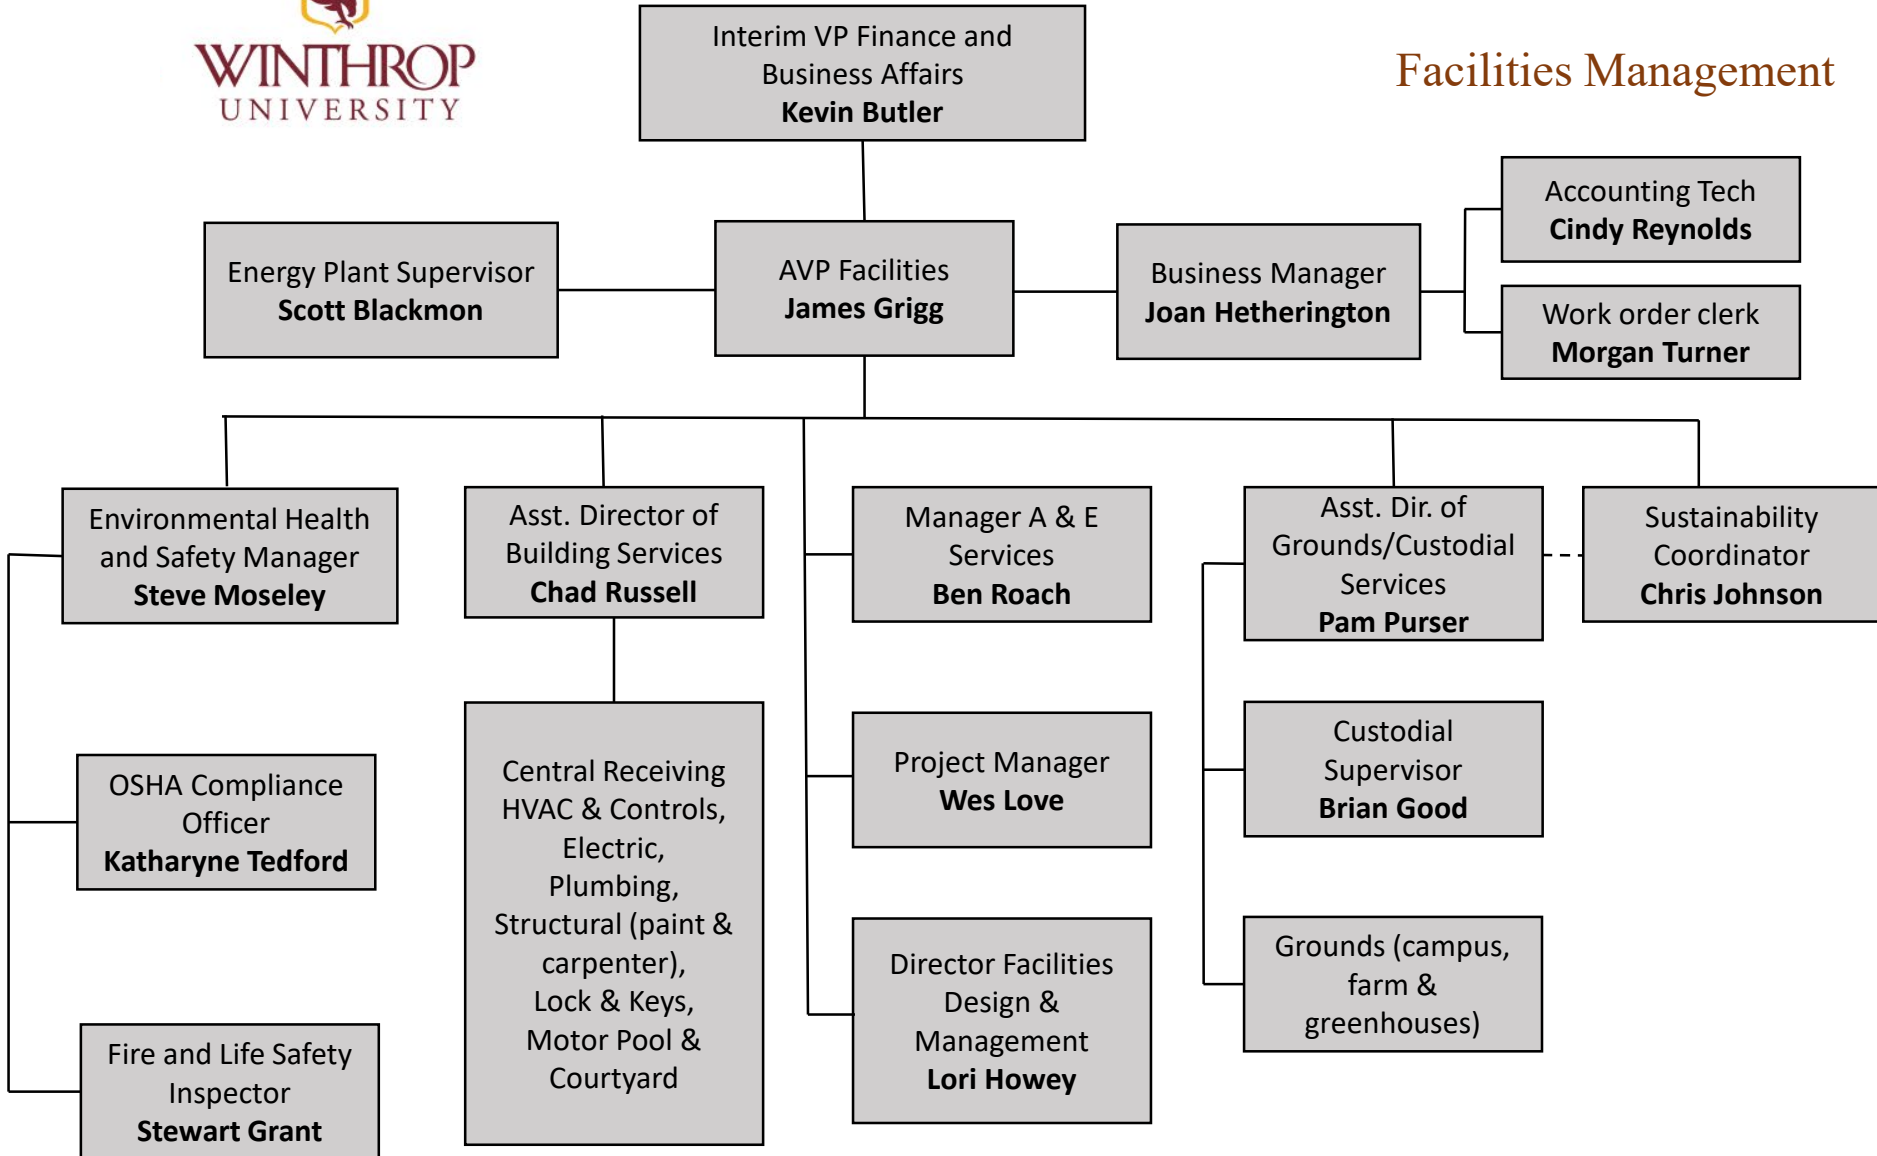 WINTHROP
UNIVERSITY
Interim VP Finance and
Business Affairs
Kevin Butler
Facilities Management
Energy Plant Supervisor
Scott Blackmon
AVP Facilities
James Grigg
Business Manager
Joan Hetherington
Accounting Tech
Cindy Reynolds
Work order clerk
Morgan Turner
Environmental Health
and Safety Manager
Steve Moseley
Asst. Director of
Building Services
Chad Russell
Manager A & E
Services
Ben Roach
Asst. Dir. of
Grounds/Custodial
Services
Pam Purser
Sustainability
Coordinator
Chris Johnson
OSHA Compliance
Officer
Katharyne Tedford
Fire and Life Safety
Inspector
Stewart Grant
Central Receiving
HVAC & Controls,
Electric,
Plumbing,
Structural (paint &
carpenter),
Lock & Keys,
Motor Pool &
Courtyard
Project Manager
Wes Love
Director Facilities
Design &
Management
Lori Howey
Custodial
Supervisor
Brian Good
Grounds (campus,
farm &
greenhouses)